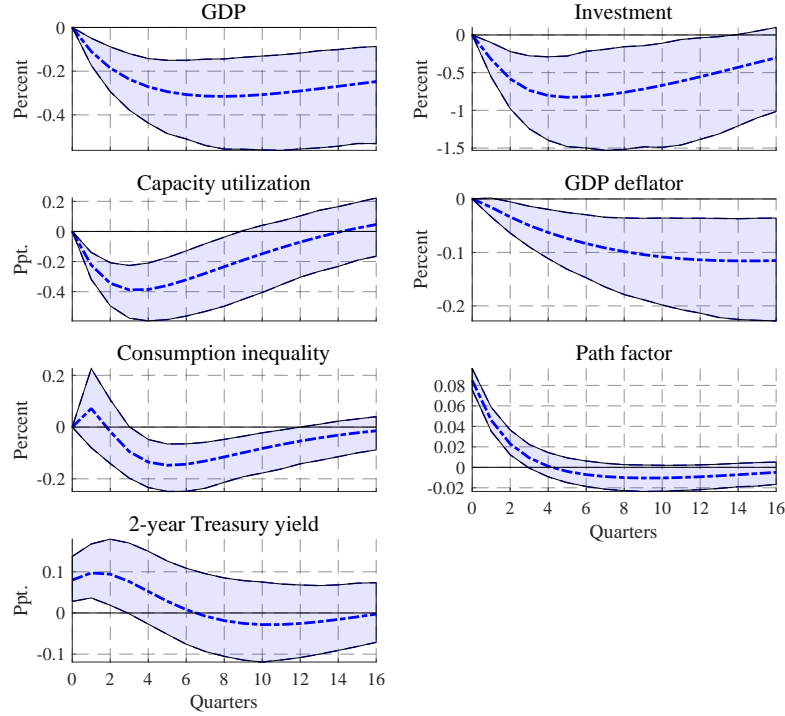 GDP
Percent
0
-0.2
-0.4
Investment
Percent
0
-0.5
-1
-1.5
Capacity utilization
Ppt.
0.2
0
-0.2
-0.4
GDP deflator
Percent
0
-0.1
-0.2
Consumption inequality
Percent
0.2
0
-0.2
Path factor
0.08
0.06
0.04
0.02
0
-0.02
0 2 4 6 8 10 12 14 16
Quarters
2-year Treasury yield
Ppt.
0.1
0
-0.1
0 2 4 6 8 10 12 14 16
Quarters